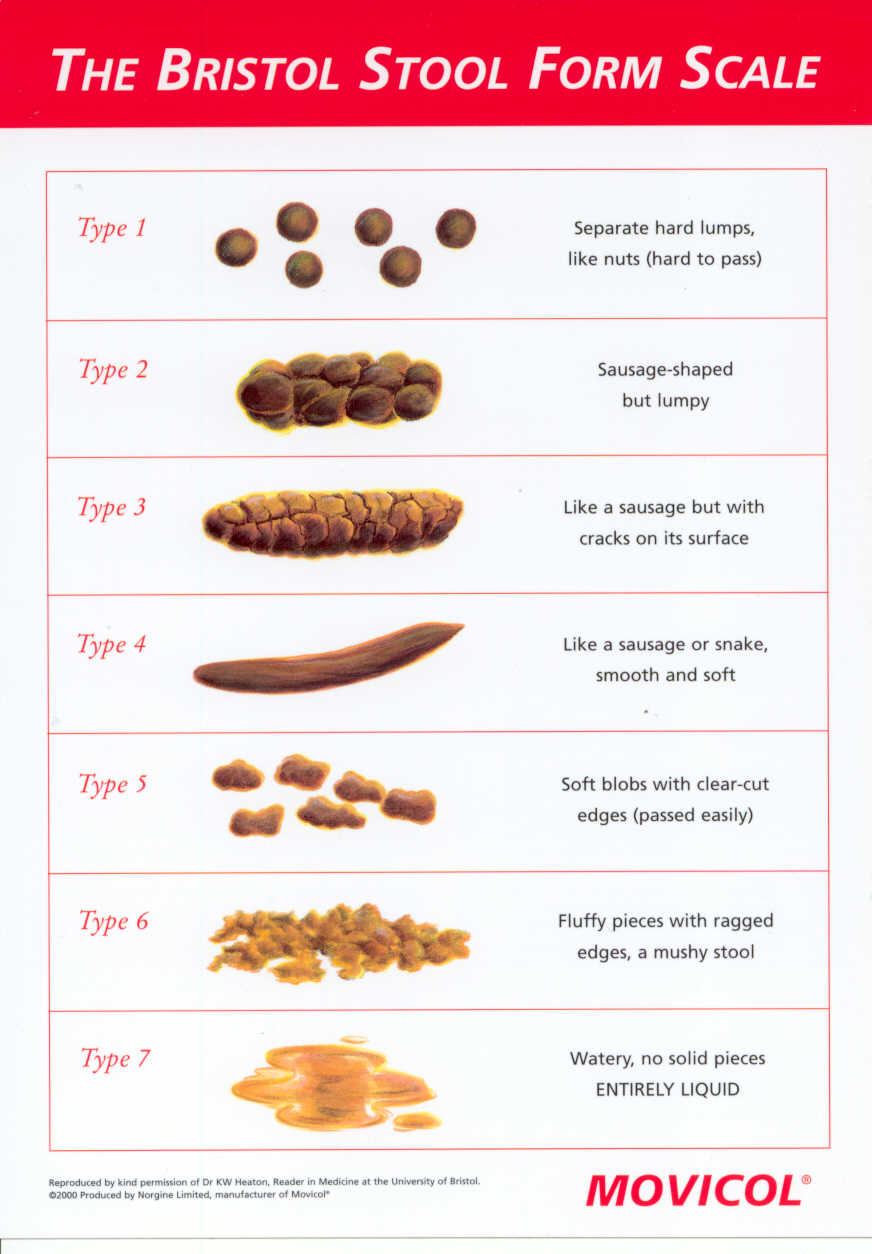 THE BRISTOL STOOL FORM SCALE
Type 1
Separate hard lumps,
like nuts (hard to pass)
Type 2
Sausage-shaped
but lumpy
Type 3
Like a sausage but with
cracks on its surface
Type 4
Like a sausage or snake,
smooth and soft
Type 5
Soft blobs with clear-cut
edges (passed easily)
Type 6
Fluffy pieces with ragged
edges, a mushy stool
Type 7
Watery, no solid pieces
ENTIRELY LIQUID
Reproduced by kind permission of Dr KW Heaton, Reader in Medicine at the University of Bristol.
©2000 Produced by Norgine Limited, manufacturer of Movicol®
MOVICOL®